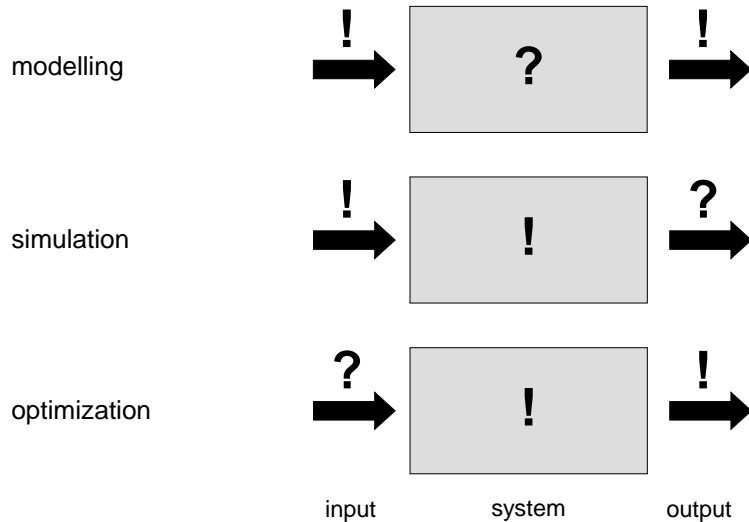 ! !
modelling ?
! ?
simulation !
? !
optimization !
input system output